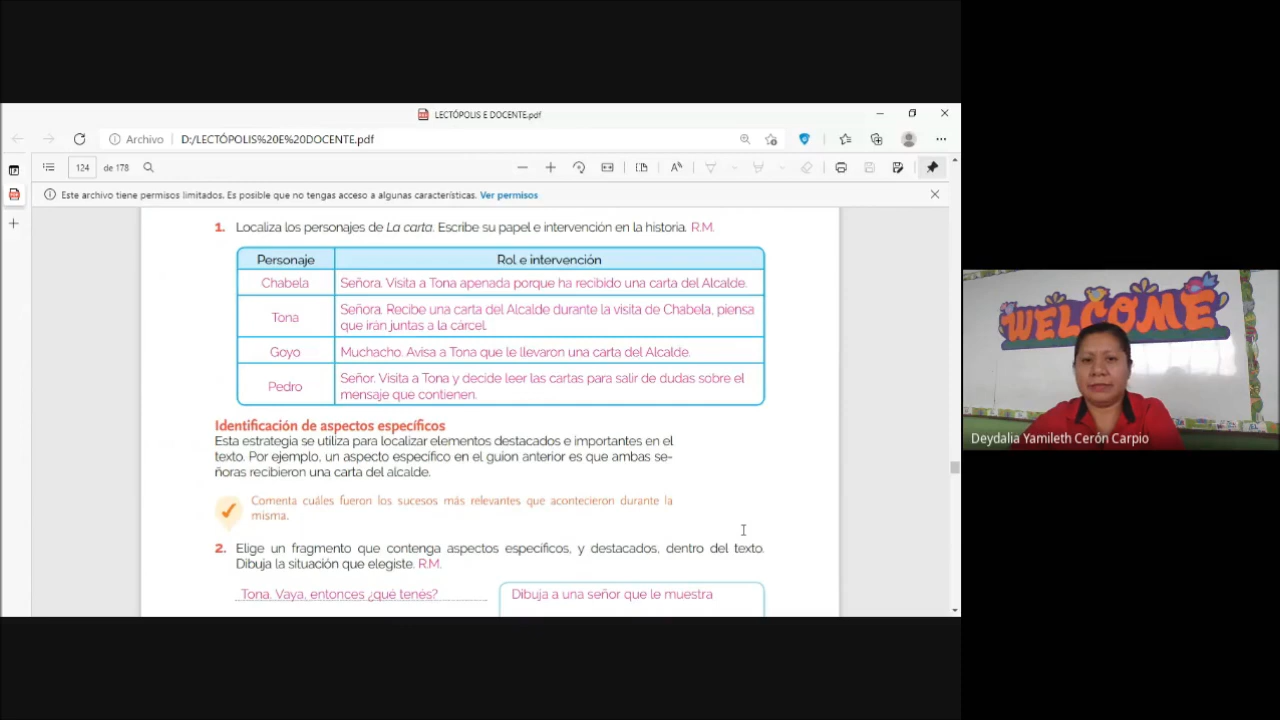 LECTÓPOLIS E DOCENTE.pdf
Archivo
D:/LECTÓPOLIS%20E%20DOCENTE.pdf
124 de 178
Este archivo tiene permisos limitados. Es posible que no tengas acceso a algunas características. Ver permisos
1. Localiza los personajes de La carta. Escribe su papel e intervención en la historia. R.M.
Personaje
Rol e intervención
Chabela
Señora. Visita a Tona apenada porque ha recibido una carta del Alcalde.
Tona
Señora. Recibe una carta del Alcalde durante la visita de Chabela, piensa
que irán juntas a la cárcel.
Goyo
Muchacho. Avisa a Tona que le llevaron una carta del Alcalde.
Pedro
Señor. Visita a Tona y decide leer las cartas para salir de dudas sobre el
mensaje que contienen.
Identificación de aspectos específicos
Esta estrategia se utiliza para localizar elementos destacados e importantes en el
texto. Por ejemplo, un aspecto específico en el guion anterior es que ambas se-
ñoras recibieron una carta del alcalde.
Comenta cuáles fueron los sucesos más relevantes que acontecieron durante la
misma.
2. Elige un fragmento que contenga aspectos específicos, y destacados, dentro del texto.
Dibuja la situación que elegiste. R.M.
Tona. Vaya, entonces ¿qué tenés?
Dibuja a una señor que le muestra
WELCOME
Deydalia Yamileth Cerón Carpio